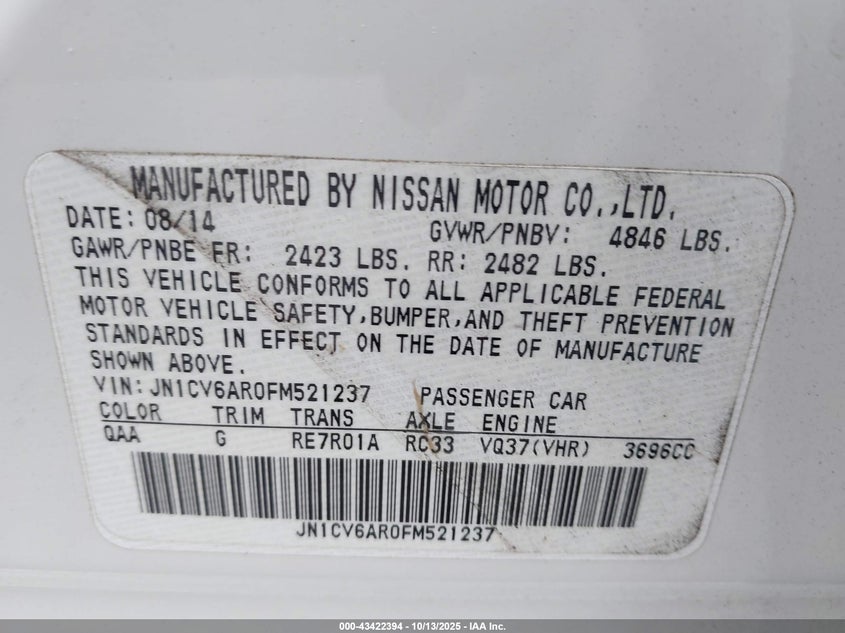 MANUFACTURED BY NISSAN MOTOR CO.,LTD.
DATE: 08/14 GVWR/PNBV: 4846 LBS.
GAWR/PNBE FR: 2423 LBS. RR: 2482 LBS.
THIS VEHICLE CONFORMS TO ALL APPLICABLE FEDERAL
MOTOR VEHICLE SAFETY,BUMPER,AND THEFT PREVENTION
STANDARDS IN EFFECT ON THE DATE OF MANUFACTURE
SHOWN ABOVE.
VIN: JN1CV6AR0FM521237 PASSENGER CAR
COLOR TRIM TRANS AXLE ENGINE
QAA G RE7R01A RC33 VQ37(VHR) 3696CC
JN1CV6AR0FM521237
000-43422394 | 10/13/2025 - IAA Inc.